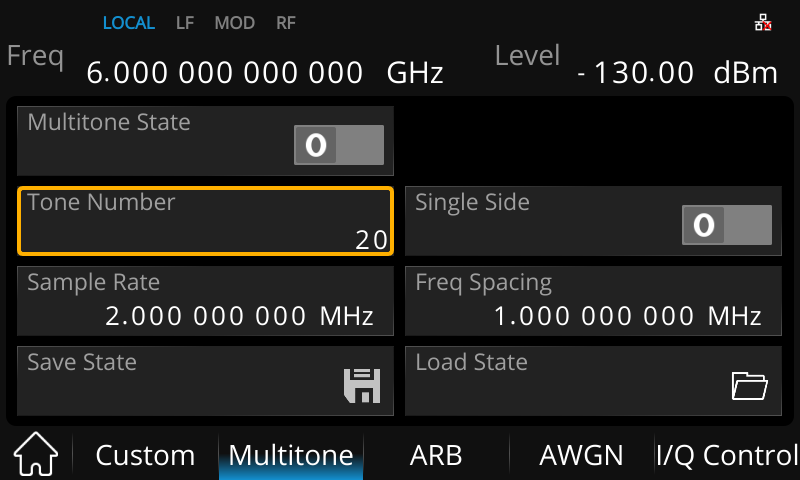 LOCAL LF MOD RF
Freq 6.000 000 000 000 GHz Level -130.00 dBm
Multitone State
0
Tone Number Single Side
20 0
Sample Rate Freq Spacing
2.000 000 000 MHz 1.000 000 000 MHz
Save State Load State
Custom Multitone ARB AWGN I/Q Control